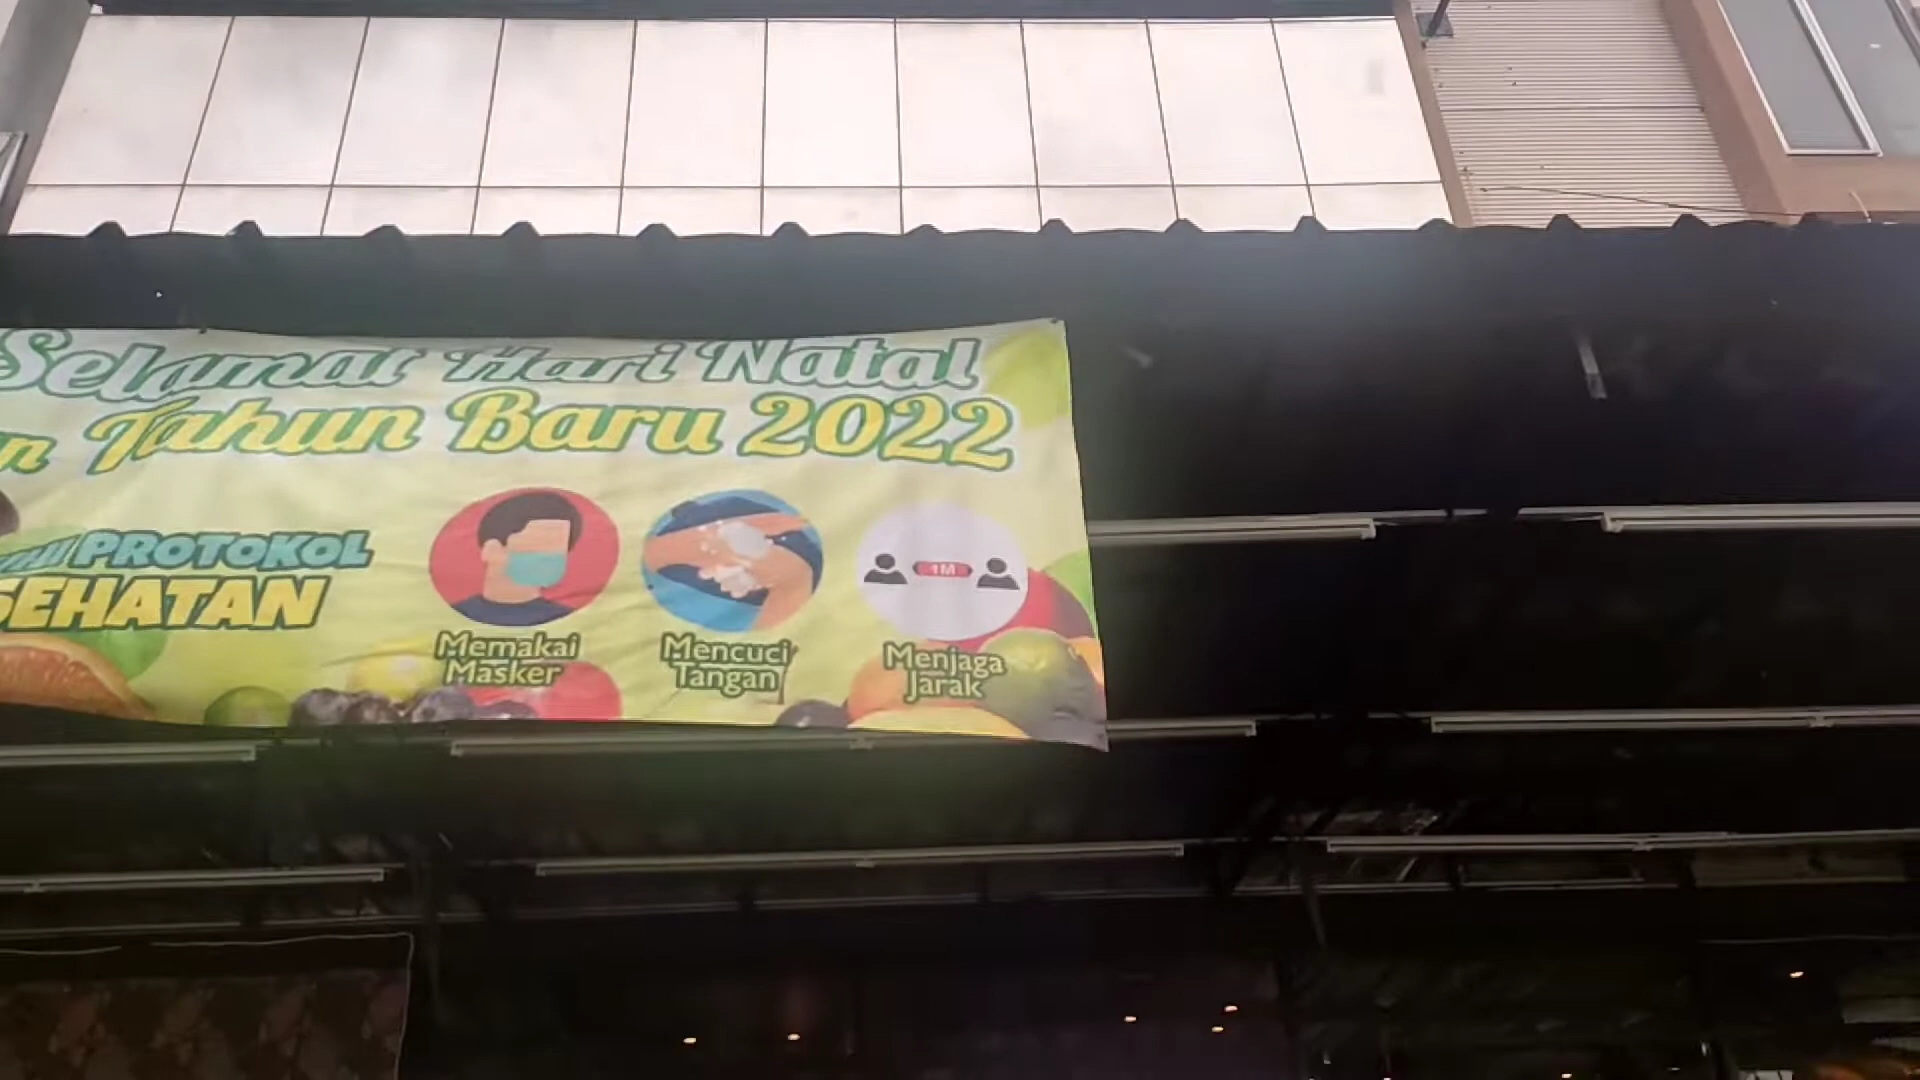 Selamat Hari Natal
n Tahun Baru 2022
PROTOKOL
SEHATAN
1M
Memakai
Masker
Mencuci
Tangan
Menjaga
Jarak